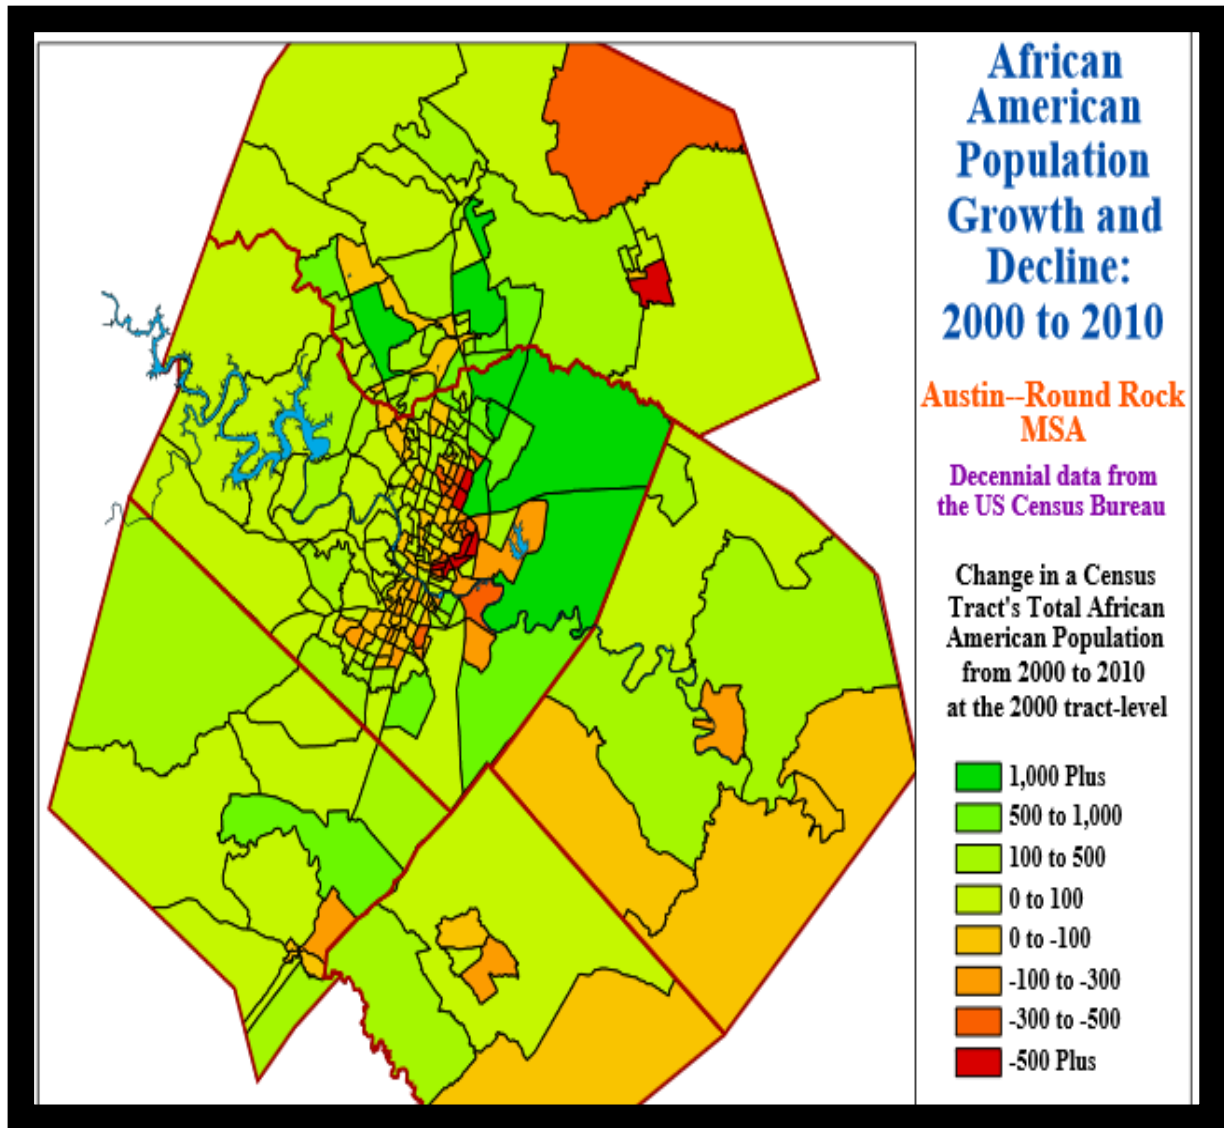 African
American
Population
Growth and
Decline:
2000 to 2010
Austin--Round Rock
MSA
Decennial data from
the US Census Bureau
Change in a Census
Tract's Total African
American Population
from 2000 to 2010
at the 2000 tract-level
1,000 Plus
500 to 1,000
100 to 500
0 to 100
0 to -100
-100 to -300
-300 to -500
-500 Plus